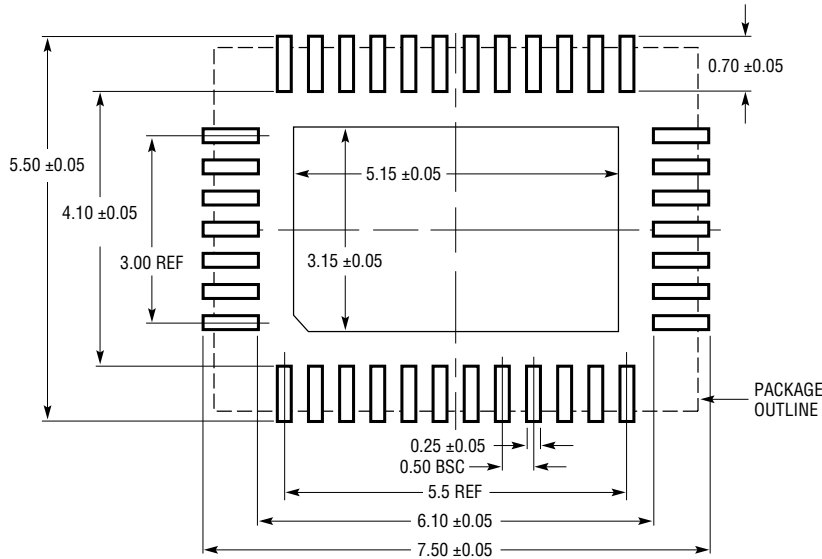 0.70 ±0.05
5.50 ±0.05
5.15 ±0.05
4.10 ±0.05
3.00 REF
3.15 ±0.05
PACKAGE
OUTLINE
0.25 ±0.05
0.50 BSC
5.5 REF
6.10 ±0.05
7.50 ±0.05